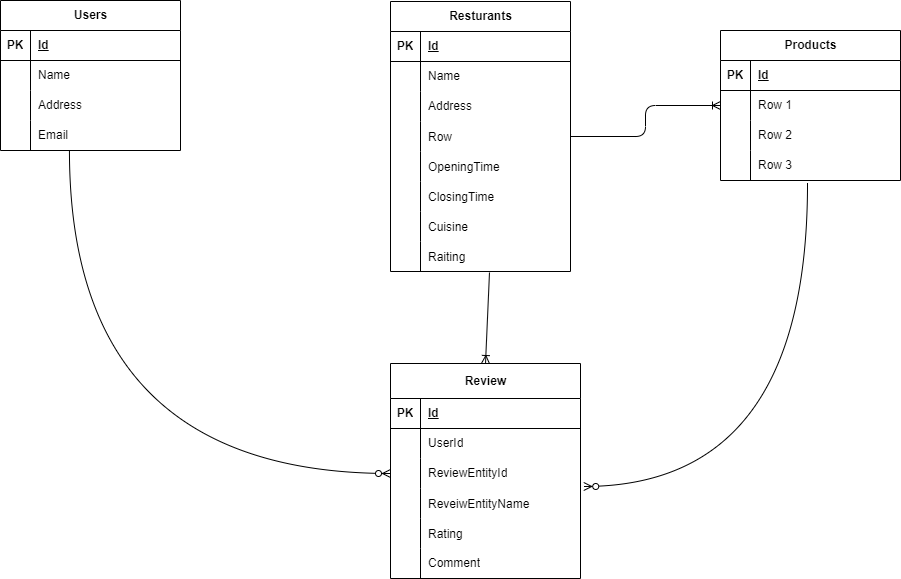 Users
PK Id
Name
Address
Email
Resturants
PK Id
Name
Address
Row
OpeningTime
ClosingTime
Cuisine
Raiting
Products
PK Id
Row 1
Row 2
Row 3
Review
PK Id
UserId
ReviewEntityId
ReveiwEntityName
Rating
Comment